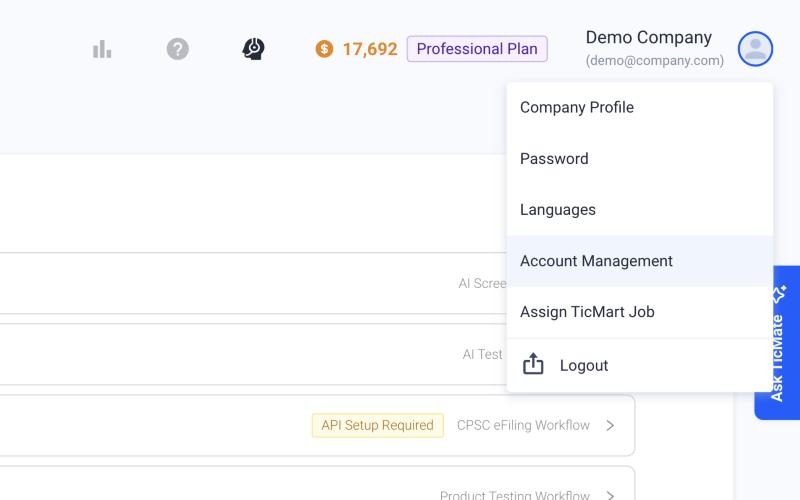 17,692
Professional Plan
Demo Company
(demo@company.com)
Company Profile
Password
Languages
Account Management
Assign TicMart Job
Logout
AI
AI Test
API Setup Required
CPSC eFiling Workflow
Product Testing Workflow
Ask TicMate